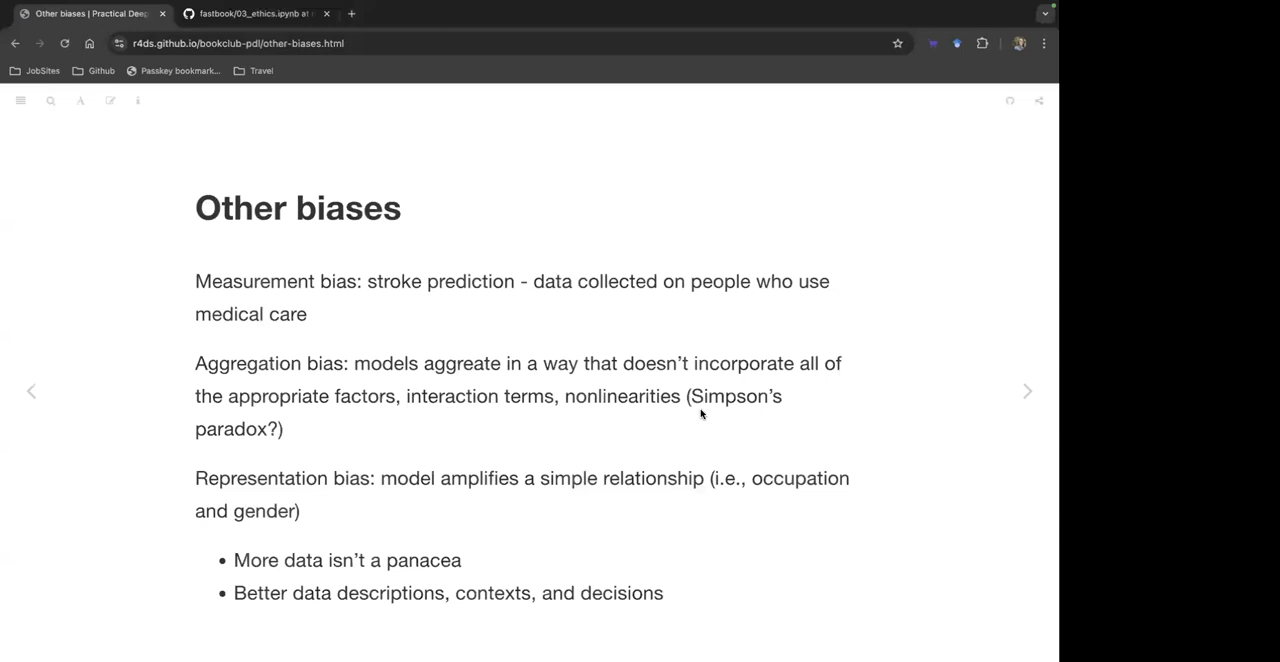 Other biases | Practical Deep
fastbook/03_ethics.ipynb at
r4ds.github.io/bookclub-pdl/other-biases.html
JobSites
Github
Passkey bookmark...
Travel
Other biases
Measurement bias: stroke prediction - data collected on people who use
medical care
Aggregation bias: models aggreate in a way that doesn't incorporate all of
the appropriate factors, interaction terms, nonlinearities (Simpson's
paradox?)
Representation bias: model amplifies a simple relationship (i.e., occupation
and gender)
• More data isn't a panacea
• Better data descriptions, contexts, and decisions